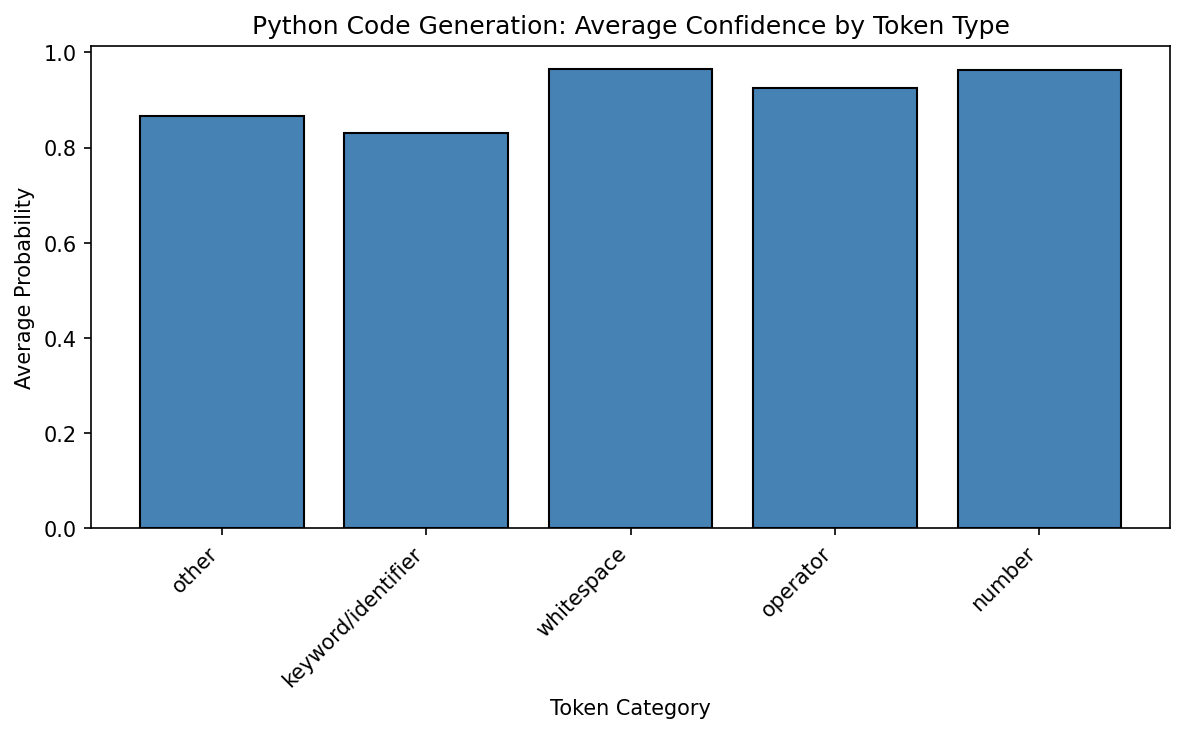 Python Code Generation: Average Confidence by Token Type
1.0
0.8
0.6
0.4
0.2
0.0
Average Probability
other
keyword/identifier
whitespace
operator
number
Token Category